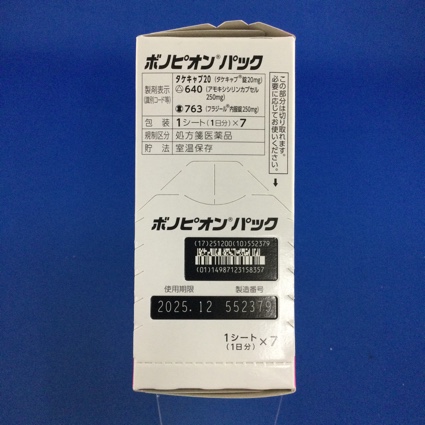 ボノピオン®パック
製剤表示
(識別コード等)
タケキャブ20 (タケキャブ®錠20mg)
640 (アモキシシリンカプセル
250mg)
763 (フラジール®内服錠250mg)
包装 1シート(1日分)×7
規制区分 処方箋医薬品
貯法 室温保存
この部分は切り取れます。
必要に応じてお使いください。
ボノピオン®パック
(17)251200(10)552379
(01)14987123158357
使用期限 製造番号
2025.12 552379
1シート
(1日分)×7